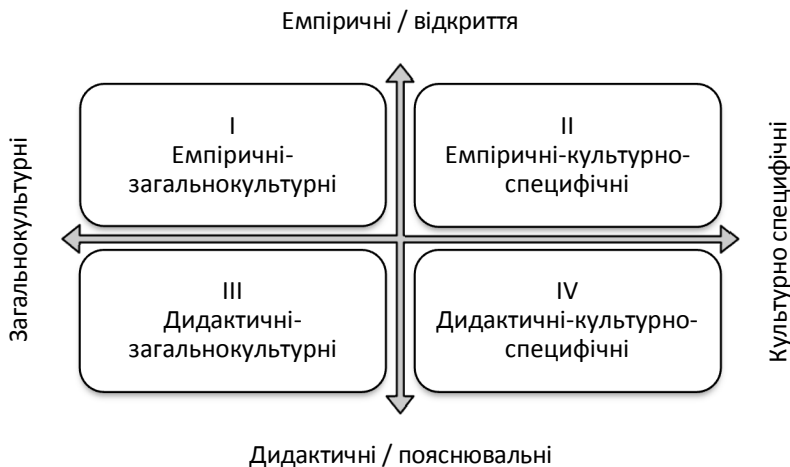 Емпіричні / відкриття
Загальнокультурні
I
Емпіричні-
загальнокультурні
II
Емпіричні-культурно-
специфічні
Культурно специфічні
III
Дидактичні-
загальнокультурні
IV
Дидактичні-культурно-
специфічні
Дидактичні / пояснювальні